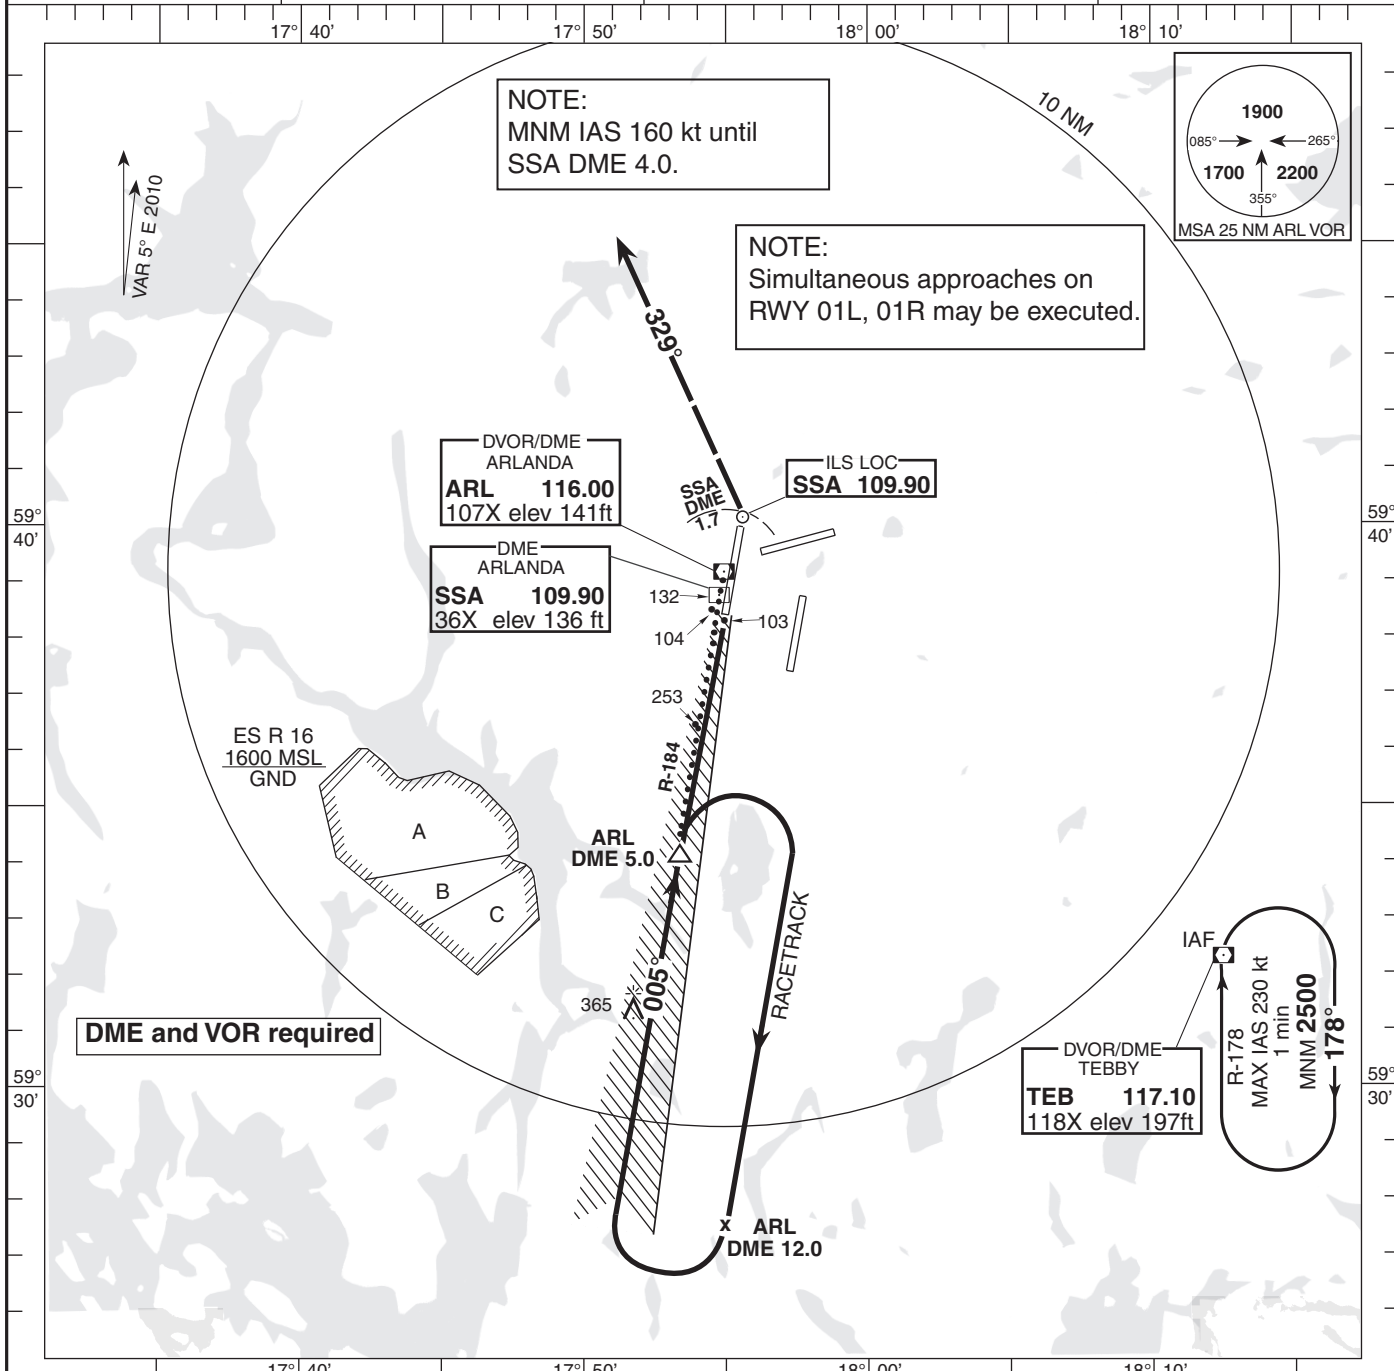 17° 40’
17° 50’
18° 00’
18° 10’
NOTE:
MNM IAS 160 kt until
SSA DME 4.0.
10 NM
1900
085°
265°
1700
2200
355°
MSA 25 NM ARL VOR
VAR 5° E 2010
NOTE:
Simultaneous approaches on
RWY 01L, 01R may be executed.
329°
DVOR/DME
ARLANDA
ARL 116.00
107X elev 141ft
ILS LOC
SSA 109.90
SSA
DME
1.7
59°
40’
59°
40’
DME
ARLANDA
SSA 109.90
36X elev 136 ft
132
103
104
253
ES R 16
1600 MSL
GND
R-184
A
B
C
ARL
DME 5.0
RACETRACK
005°
365
DME and VOR required
IAF
R-178
MAX IAS 230 kt
1 min
MNM 2500
178°
DVOR/DME
TEBBY
TEB 117.10
118X elev 197ft
59°
30’
59°
30’
x ARL
DME 12.0
17° 40’
17° 50’
18° 00’
18° 10’